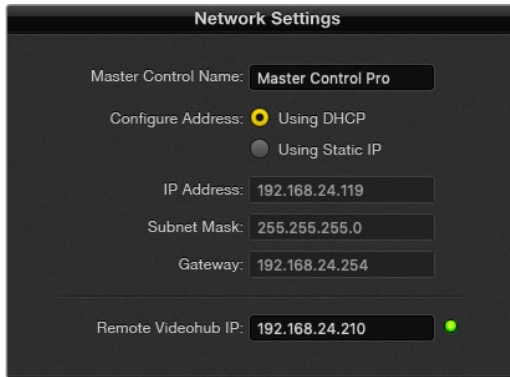 Network Settings
Master Control Name: Master Control Pro
Configure Address: Using DHCP
Using Static IP
IP Address: 192.168.24.119
Subnet Mask: 255.255.255.0
Gateway: 192.168.24.254
Remote Videohub IP: 192.168.24.210